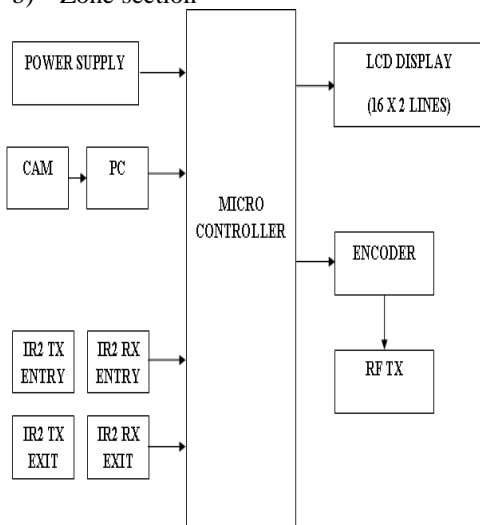 b) Zone section
POWER SUPPLY
LCD DISPLAY
(16 X 2 LINES)
CAM
PC
MICRO
CONTROLLER
ENCODER
RF TX
IR2 TX
ENTRY
IR2 RX
ENTRY
IR2 TX
EXIT
IR2 RX
EXIT